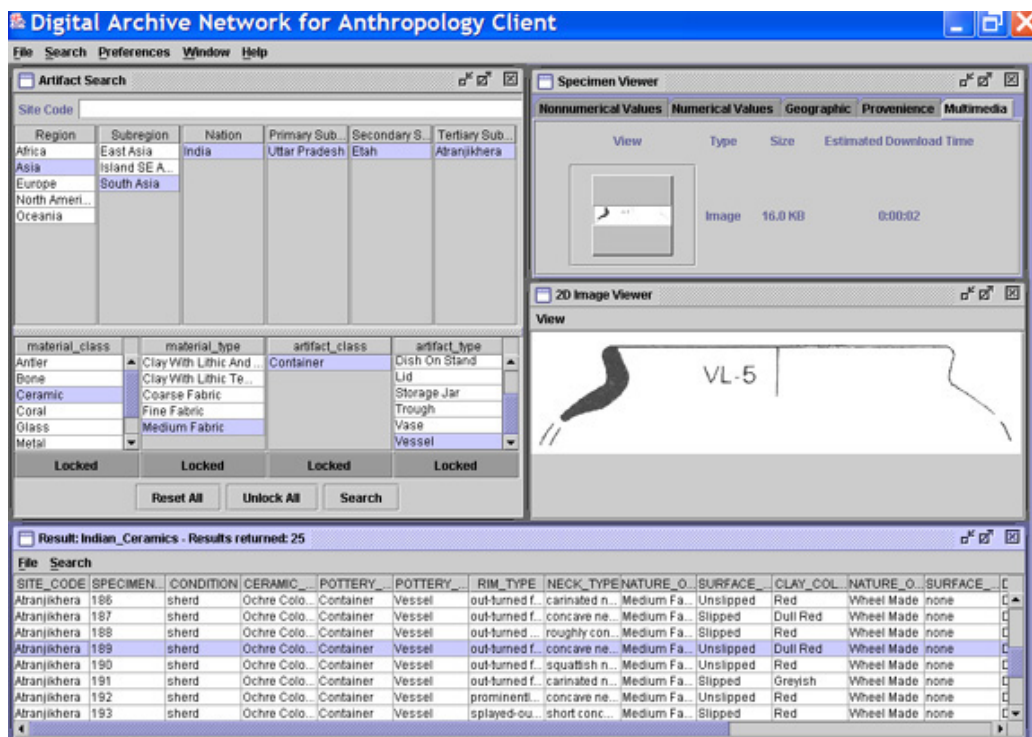 Digital Archive Network for Anthropology Client
File Search Preferences Window Help
Artifact Search
Site Code
Region Subregion Nation Primary Sub... Secondary S... Tertiary Sub...
Africa East Asia India Uttar Pradesh Etah Atranjikhera
Asia Island SE A...
Europe South Asia
North Ameri...
Oceania
material_class material_type artifact_class artifact_type
Antler Clay With Lithic And ... Container Dish On Stand
Bone Clay With Lithic Te... Lid
Ceramic Coarse Fabric Storage Jar
Coral Fine Fabric Trough
Glass Medium Fabric Vase
Metal Vessel
Locked Locked Locked Locked
Reset All Unlock All Search
Specimen Viewer
Nonnumerical Values Numerical Values Geographic Provenience Multimedia
View Type Size Estimated Download Time
Image 16.0 KB 0:00:02
2D Image Viewer
View
VL-5
Result: Indian_Ceramics - Results returned: 25
File Search
SITE_CODE SPECIMEN... CONDITION CERAMIC_... POTTERY_... POTTERY_... RIM_TYPE NECK_TYPE NATURE_O... SURFACE_... CLAY_COL... NATURE_O... SURFACE_...
Atranjikhera 186 sherd Ochre Colo... Container Vessel out-turned f... carinated n... Medium Fa... Unslipped Red Wheel Made none
Atranjikhera 187 sherd Ochre Colo... Container Vessel out-turned f... concave ne... Medium Fa... Slipped Dull Red Wheel Made none
Atranjikhera 188 sherd Ochre Colo... Container Vessel out-turned ... roughly con... Medium Fa... Slipped Red Wheel Made none
Atranjikhera 189 sherd Ochre Colo... Container Vessel out-turned f... concave ne... Medium Fa... Unslipped Dull Red Wheel Made none
Atranjikhera 190 sherd Ochre Colo... Container Vessel out-turned f... squattish n... Medium Fa... Unslipped Red Wheel Made none
Atranjikhera 191 sherd Ochre Colo... Container Vessel out-turned f... carinated n... Medium Fa... Slipped Greyish Wheel Made none
Atranjikhera 192 sherd Ochre Colo... Container Vessel prominentl... concave ne... Medium Fa... Unslipped Red Wheel Made none
Atranjikhera 193 sherd Ochre Colo... Container Vessel splayed-ou... short conc... Medium Fa... Slipped Red Wheel Made none